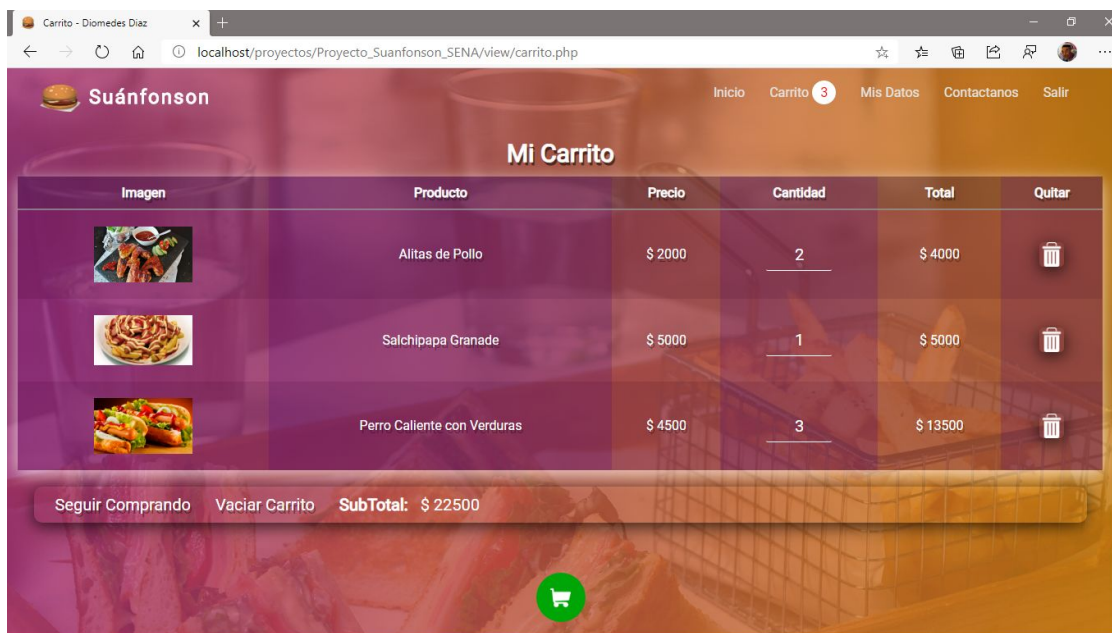 Carrito - Diomedes Diaz
localhost/proyectos/Proyecto_Suanfonson_SENA/view/carrito.php
Suánfonson Inicio Carrito 3 Mis Datos Contactanos Salir
Mi Carrito
Imagen Producto Precio Cantidad Total Quitar
Alitas de Pollo $ 2000 2 $ 4000
Salchipapa Granade $ 5000 1 $ 5000
Perro Caliente con Verduras $ 4500 3 $ 13500
Seguir Comprando Vaciar Carrito SubTotal: $ 22500